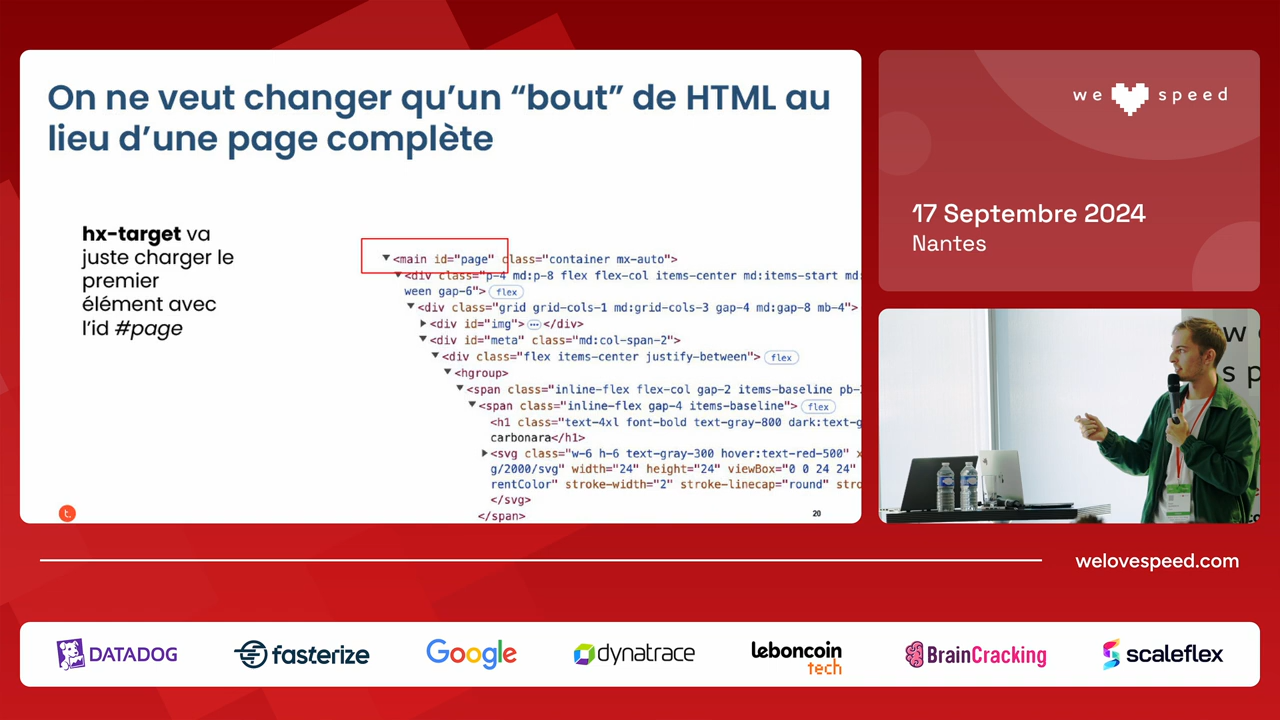 On ne veut changer qu’un “bout” de HTML au
lieu d’une page complète
hx-target va
juste charger le
premier
élément avec
l’id #page
<main id="page" class="container mx-auto">
<div class="p-4 md:p-8 flex flex-col items-center md:items-start md:
ween gap-6"> flex
<div class="grid grid-cols-1 md:grid-cols-3 gap-4 md:gap-8 mb-4">
<div id="img"> ⋯ </div>
<div id="meta" class="md:col-span-2">
<div class="flex items-center justify-between"> flex
<hgroup>
<span class="inline-flex flex-col gap-2 items-baseline pb-
<span class="inline-flex gap-4 items-baseline"> flex
<h1 class="text-4xl font-bold text-gray-800 dark:text-g
carbonara</h1>
<svg class="w-6 h-6 text-gray-300 hover:text-red-500" x
g/2000/svg" width="24" height="24" viewBox="0 0 24 24"
rentColor" stroke-width="2" stroke-linecap="round" stro
</svg>
</span>
t.
20
we speed
17 Septembre 2024
Nantes
w
s p
welovespeed.com
DATADOG
fasterize
Google
dynatrace
leboncoin
tech
BrainCracking
scaleflex